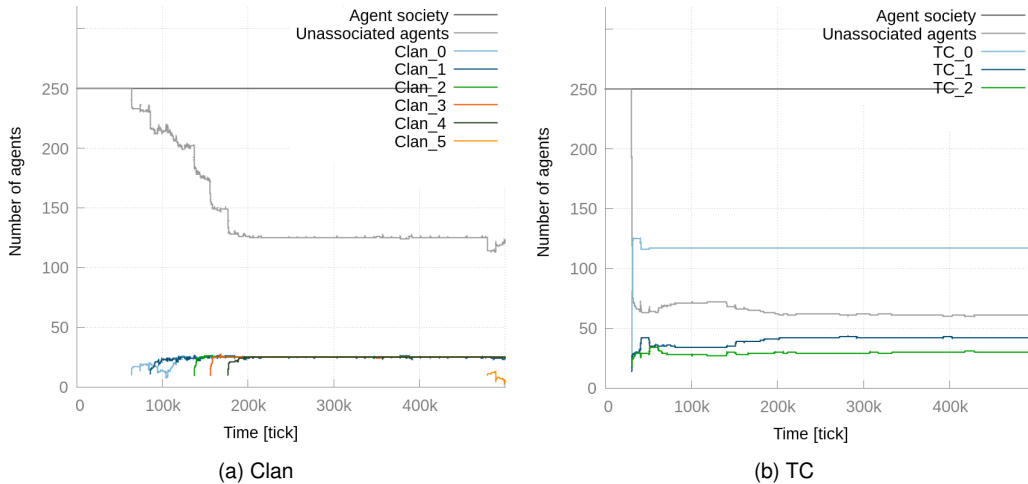 Agent society
Unassociated agents
Clan_0
Clan_1
Clan_2
Clan_3
Clan_4
Clan_5
250
200
150
100
50
0
Number of agents
0 100k 200k 300k 400k
Time [tick]
(a) Clan
Agent society
Unassociated agents
TC_0
TC_1
TC_2
250
200
150
100
50
0
Number of agents
0 100k 200k 300k 400k
Time [tick]
(b) TC